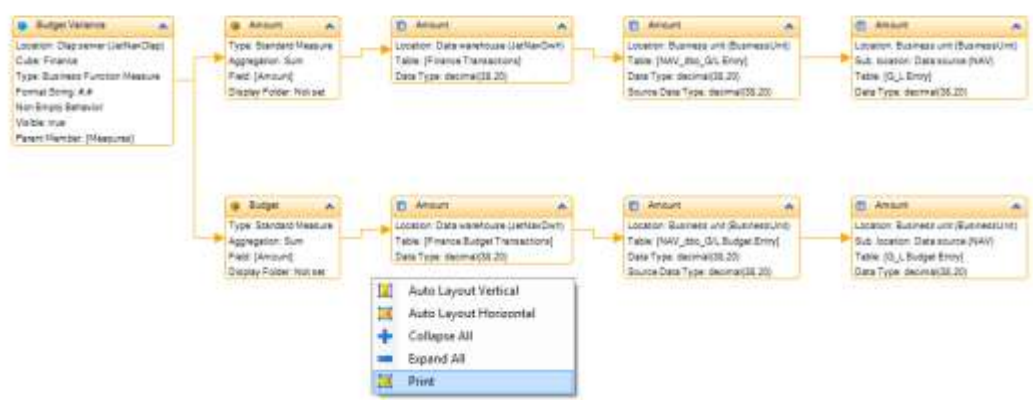 Budget Variance
Location: Olap server (JetNavOlap)
Cube: Finance
Type: Business Function Measure
Format String: #,#
Non Empty Behavior
Visible: true
Parent Member: [Measures]
Amount
Type: Standard Measure
Aggregation: Sum
Field: [Amount]
Display Folder: Not set
Amount
Location: Data warehouse (JetNavDwh)
Table: [Finance Transactions]
Data Type: decimal(38,20)
Amount
Location: Business unit (BusinessUnit)
Table: [NAV_dbo_G/L Entry]
Data Type: decimal(38,20)
Source Data Type: decimal(38,20)
Amount
Location: Business unit (BusinessUnit)
Sub. location: Data source (NAV)
Table: [G_L Entry]
Data Type: decimal(38,20)
Budget
Type: Standard Measure
Aggregation: Sum
Field: [Amount]
Display Folder: Not set
Amount
Location: Data warehouse (JetNavDwh)
Table: [Finance Budget Transactions]
Data Type: decimal(38,20)
Amount
Location: Business unit (BusinessUnit)
Table: [NAV_dbo_G/L Budget Entry]
Data Type: decimal(38,20)
Source Data Type: decimal(38,20)
Amount
Location: Business unit (BusinessUnit)
Sub. location: Data source (NAV)
Table: [G_L Budget Entry]
Data Type: decimal(38,20)
Auto Layout Vertical
Auto Layout Horizontal
Collapse All
Expand All
Print